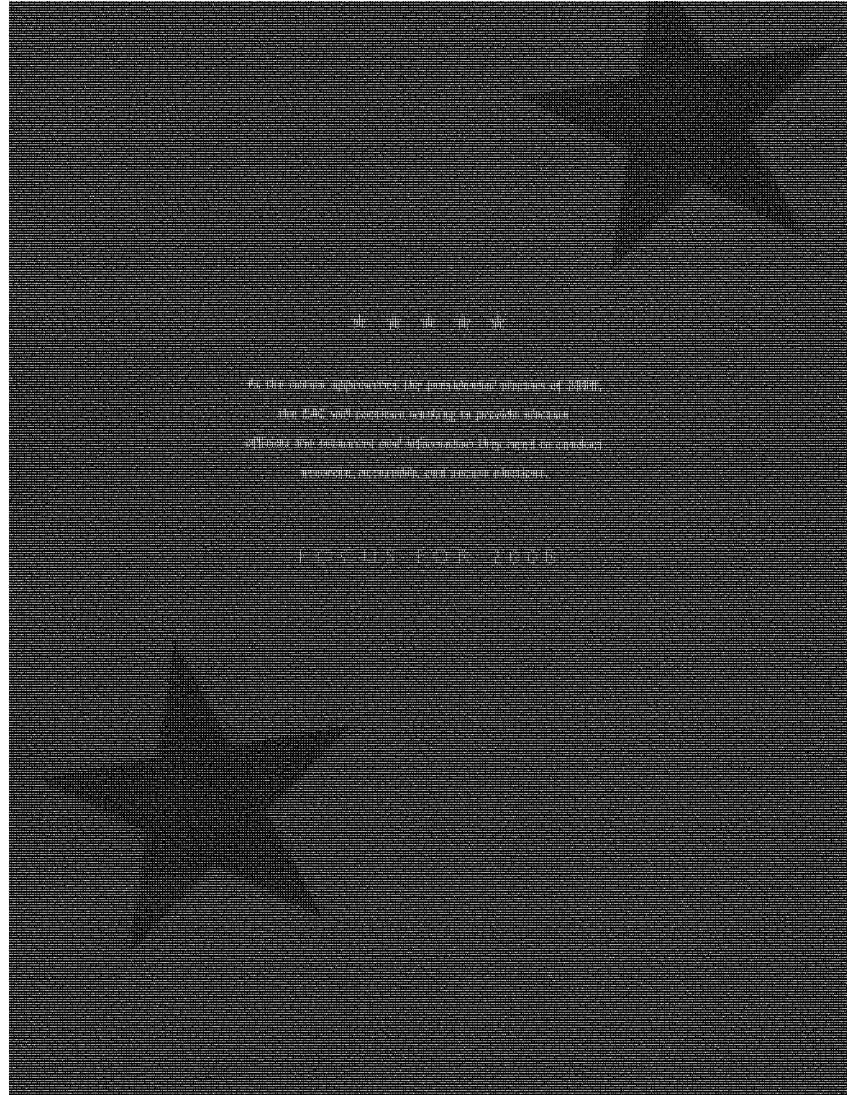 ★ ★ ★ ★ ★
As the nation approaches the presidential election of 2008,
the EAC will continue working to provide election
officials the resources and information they need to conduct
accurate, accessible, and secure elections.
FOCUS FOR 2008